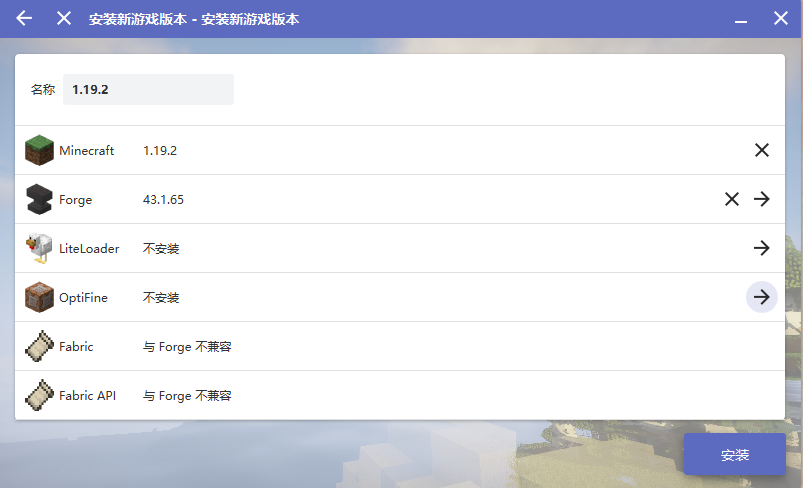 安装新游戏版本 - 安装新游戏版本
名称 1.19.2
Minecraft 1.19.2
Forge 43.1.65
LiteLoader 不安装
OptiFine 不安装
Fabric 与 Forge 不兼容
Fabric API 与 Forge 不兼容
安装